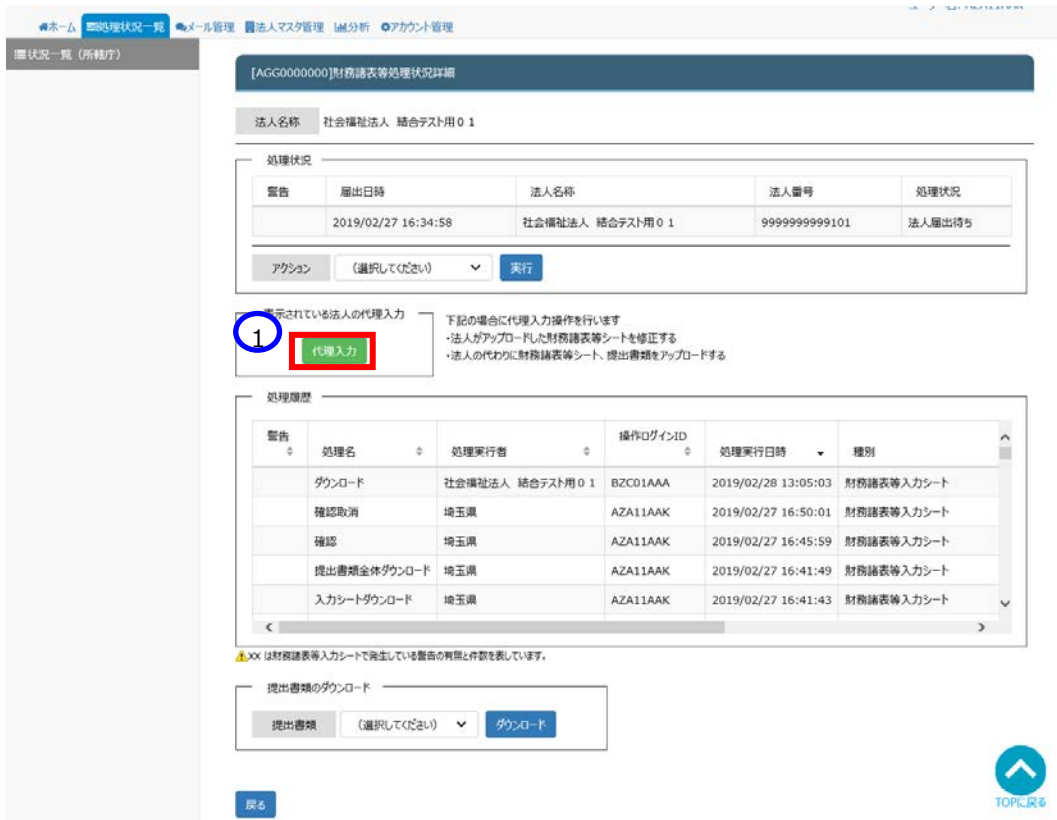 ホーム 処理状況一覧 メール管理 法人マスタ管理 分析 アカウント管理
状況一覧（所轄庁）
[AGG0000000]財務諸表等処理状況詳細
法人名称 社会福祉法人 結合テスト用０１
処理状況
警告 届出日時 法人名称 法人番号 処理状況
2019/02/27 16:34:58 社会福祉法人 結合テスト用０１ 9999999999101 法人届出待ち
アクション （選択してください） 実行
表示されている法人の代理入力
1
代理入力
下記の場合に代理入力操作を行います
・法人がアップロードした財務諸表等シートを修正する
・法人の代わりに財務諸表等シート、提出書類をアップロードする
処理履歴
警告 処理名 処理実行者 操作ログインID 処理実行日時 種別
ダウンロード 社会福祉法人 結合テスト用０１ BZC01AAA 2019/02/28 13:05:03 財務諸表等入力シート
確認取消 埼玉県 AZA11AAK 2019/02/27 16:50:01 財務諸表等入力シート
確認 埼玉県 AZA11AAK 2019/02/27 16:45:59 財務諸表等入力シート
提出書類全体ダウンロード 埼玉県 AZA11AAK 2019/02/27 16:41:49 財務諸表等入力シート
入力シートダウンロード 埼玉県 AZA11AAK 2019/02/27 16:41:43 財務諸表等入力シート
XX は財務諸表等入力シートで発生している警告の有無と件数を表しています。
提出書類のダウンロード
提出書類 （選択してください） ダウンロード
戻る
TOPに戻る